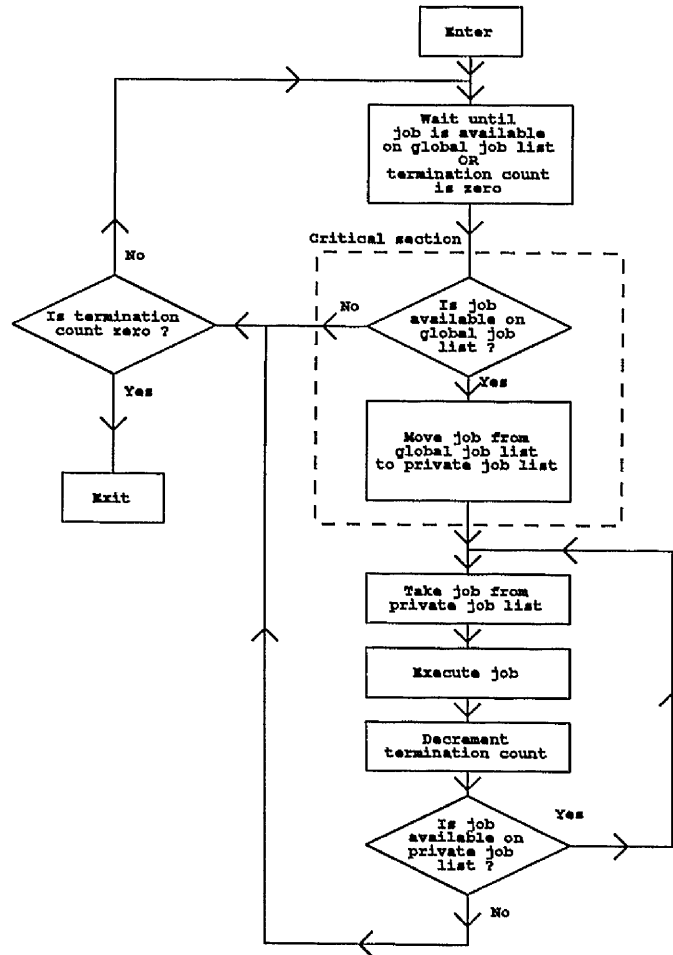 Enter
Wait until
job is available
on global job list
OR
termination count
is zero
Critical section
No
Is termination
count zero ?
No
Is job
available on
global job
list ?
Yes
Yes
Move job from
global job list
to private job list
Exit
Take job from
private job list
Execute job
Decrement
termination count
Yes
Is job
available on
private job
list ?
No